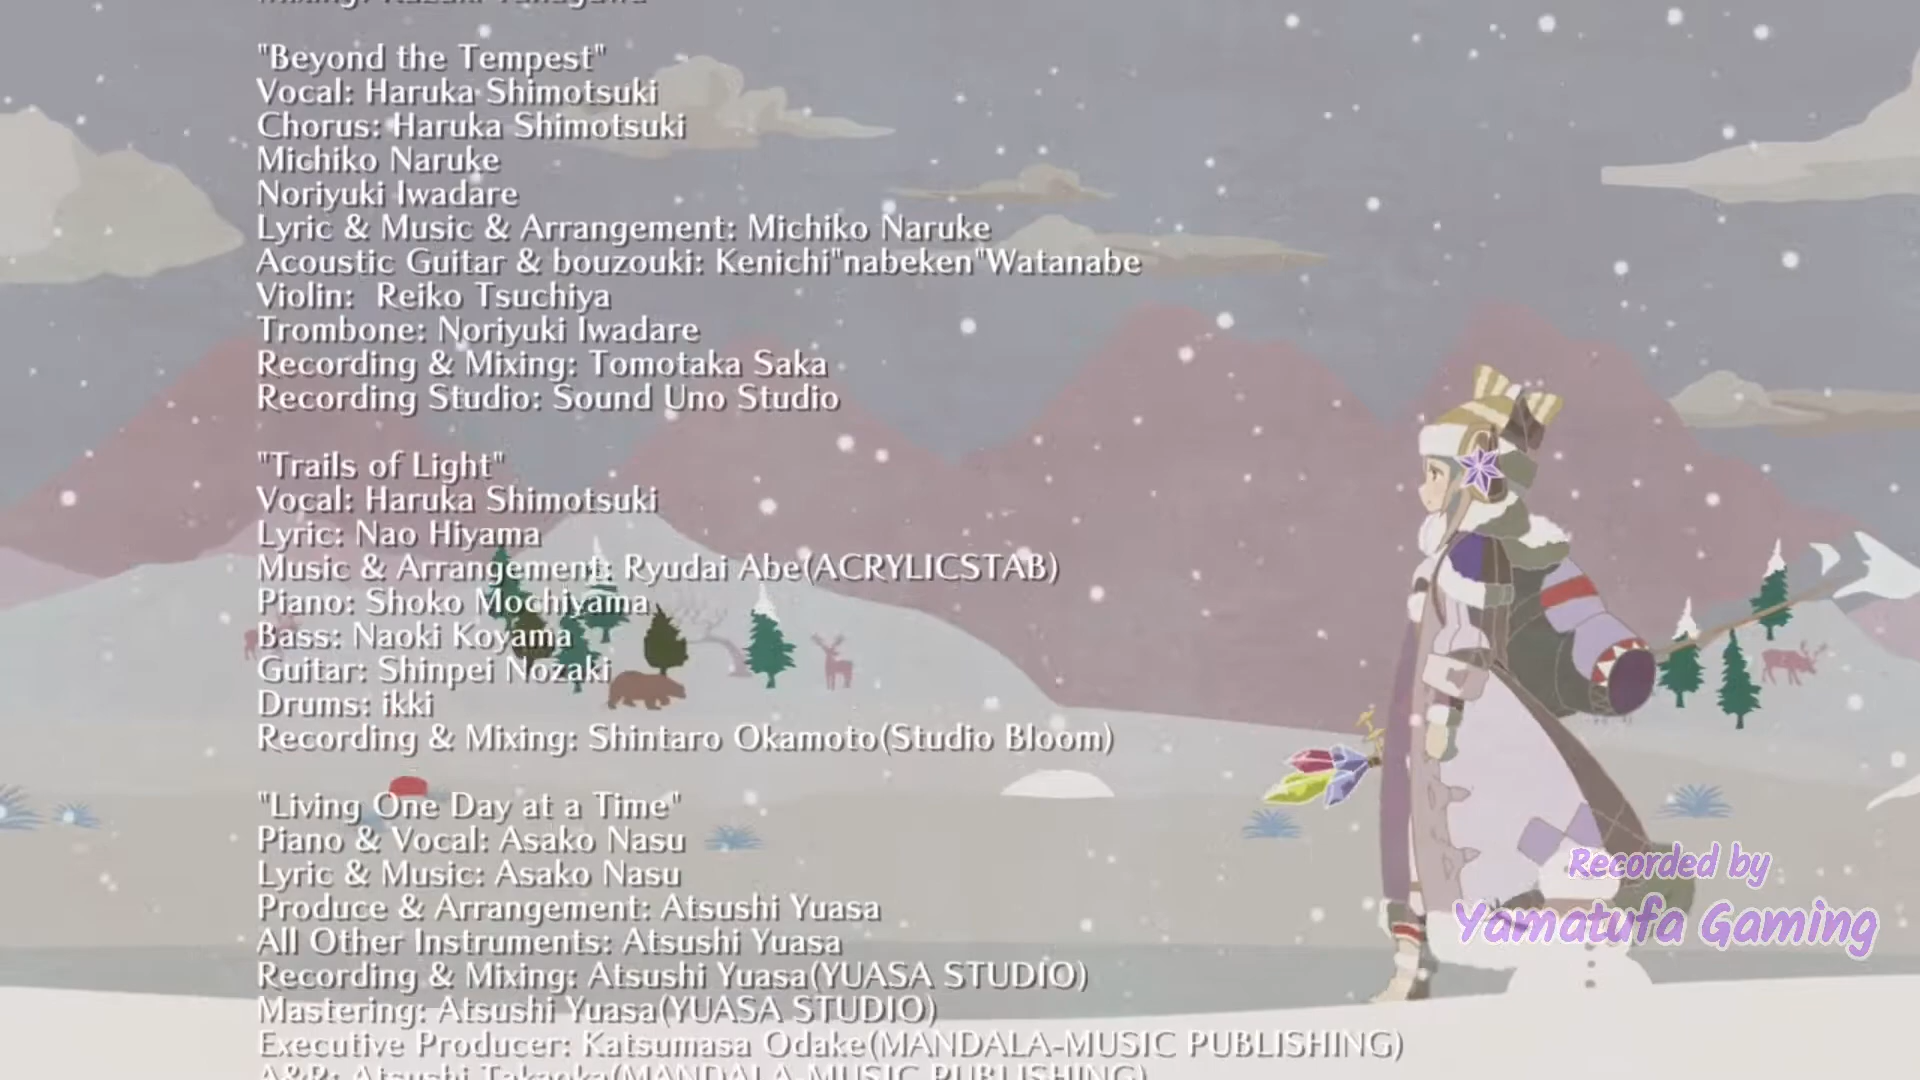 "Beyond the Tempest"
Vocal: Haruka Shimotsuki
Chorus: Haruka Shimotsuki
Michiko Naruke
Noriyuki Iwadare
Lyric & Music & Arrangement: Michiko Naruke
Acoustic Guitar & bouzouki: Kenichi"nabeken"Watanabe
Violin:  Reiko Tsuchiya
Trombone: Noriyuki Iwadare
Recording & Mixing: Tomotaka Saka
Recording Studio: Sound Uno Studio
"Trails of Light"
Vocal: Haruka Shimotsuki
Lyric: Nao Hiyama
Music & Arrangement: Ryudai Abe(ACRYLICSTAB)
Piano: Shoko Mochiyama
Bass: Naoki Koyama
Guitar: Shinpei Nozaki
Drums: ikki
Recording & Mixing: Shintaro Okamoto(Studio Bloom)
"Living One Day at a Time"
Piano & Vocal: Asako Nasu
Lyric & Music: Asako Nasu
Produce & Arrangement: Atsushi Yuasa
All Other Instruments: Atsushi Yuasa
Recording & Mixing: Atsushi Yuasa(YUASA STUDIO)
Mastering: Atsushi Yuasa(YUASA STUDIO)
Executive Producer: Katsumasa Odake(MANDALA-MUSIC PUBLISHING)
A&R: Atsushi Takaoka(MANDALA-MUSIC PUBLISHING)
Recorded by
Yamatufa Gaming